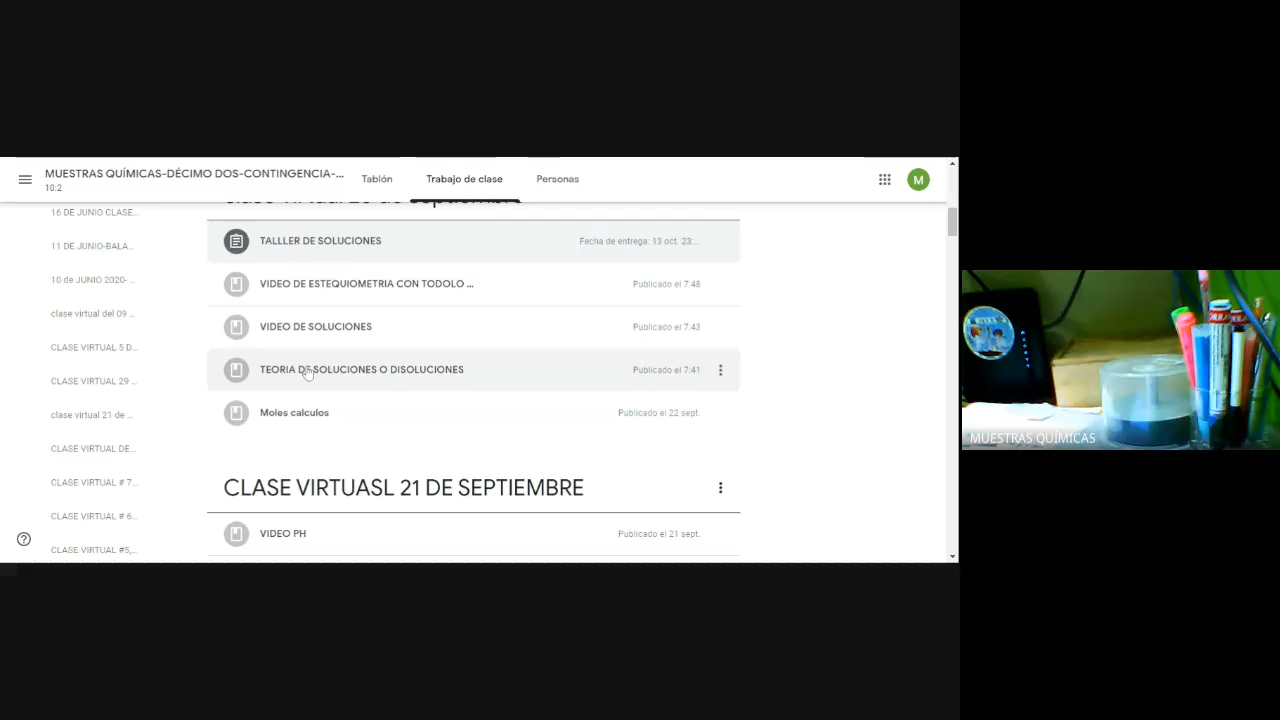 MUESTRAS QUÍMICAS-DÉCIMO DOS-CONTINGENCIA-...
10:2
Tablón
Trabajo de clase
Personas
M
16 DE JUNIO CLASE...
11 DE JUNIO-BALA...
10 de JUNIO 2020- ...
clase virtual del 09 ...
CLASE VIRTUAL 5 D...
CLASE VIRTUAL 29 ...
clase virtual 21 de ...
CLASE VIRTUAL DE...
CLASE VIRTUAL # 7...
CLASE VIRTUAL # 6...
CLASE VIRTUAL #5,...
TALLLER DE SOLUCIONES
Fecha de entrega: 13 oct. 23:...
VIDEO DE ESTEQUIOMETRIA CON TODOLO ...
Publicado el 7:48
VIDEO DE SOLUCIONES
Publicado el 7:43
TEORIA DE SOLUCIONES O DISOLUCIONES
Publicado el 7:41
Moles calculos
Publicado el 22 sept.
CLASE VIRTUASL 21 DE SEPTIEMBRE
VIDEO PH
Publicado el 21 sept.
MUESTRAS QUÍMICAS